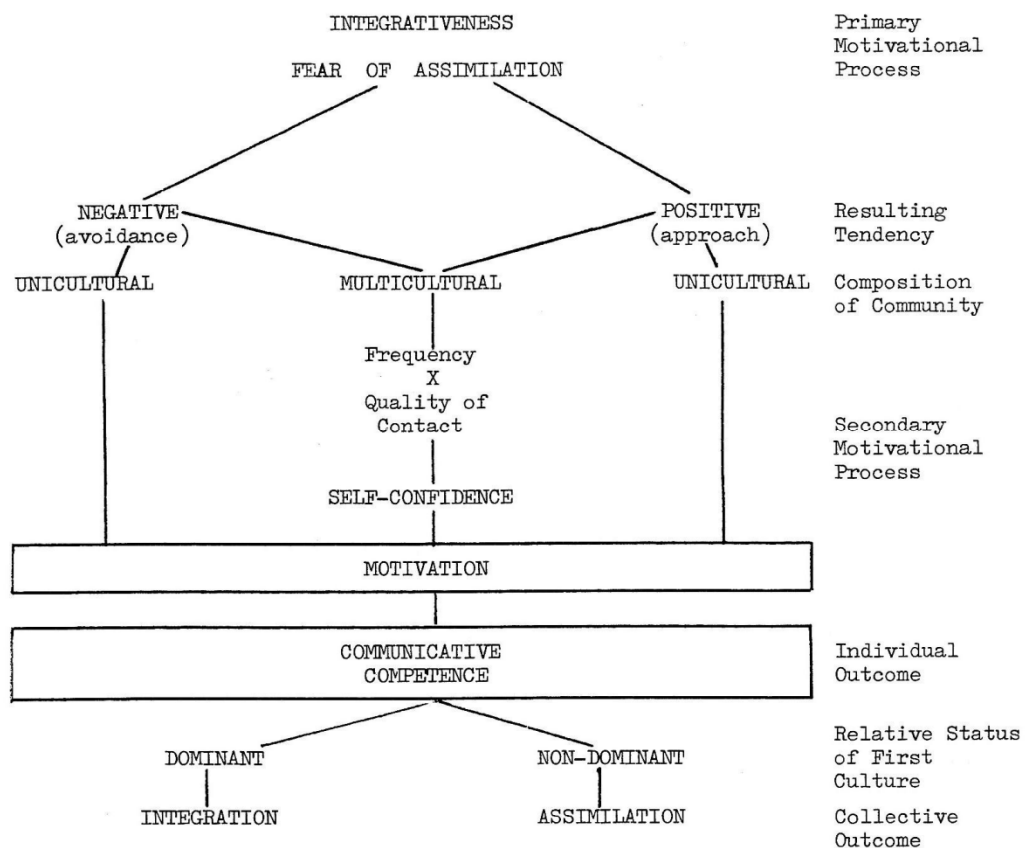 INTEGRATIVENESS
FEAR OF ASSIMILATION
Primary
Motivational
Process
NEGATIVE
(avoidance)
POSITIVE
(approach)
Resulting
Tendency
UNICULTURAL
MULTICULTURAL
UNICULTURAL
Composition
of Community
Frequency
X
Quality of
Contact
SELF-CONFIDENCE
Secondary
Motivational
Process
MOTIVATION
COMMUNICATIVE
COMPETENCE
Individual
Outcome
DOMINANT
NON-DOMINANT
Relative Status
of First
Culture
INTEGRATION
ASSIMILATION
Collective
Outcome